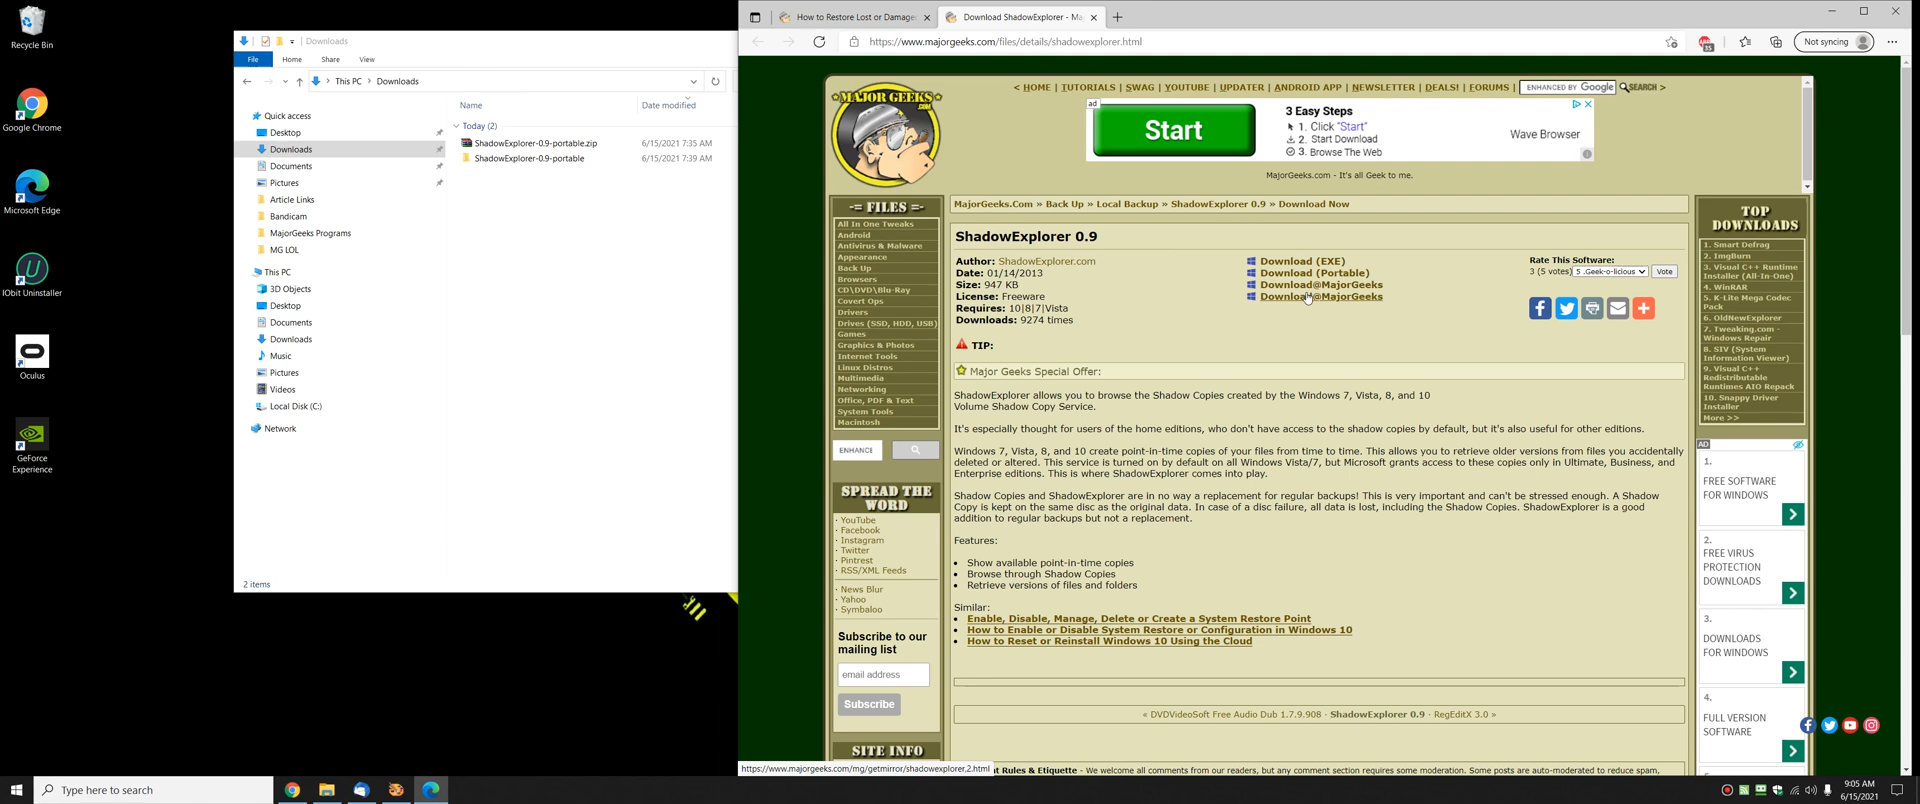 Recycle Bin
Google Chrome
Microsoft Edge
IObit Uninstaller
Oculus
GeForce
Experience
Downloads
File
Home
Share
View
This PC > Downloads
Quick access
Desktop
Downloads
Documents
Pictures
Article Links
Bandicam
MajorGeeks Programs
MG LOL
This PC
3D Objects
Desktop
Documents
Downloads
Music
Pictures
Videos
Local Disk (C:)
Network
2 items
Name
Date modified
Today (2)
ShadowExplorer-0.9-portable.zip 6/15/2021 7:35 AM
ShadowExplorer-0.9-portable 6/15/2021 7:39 AM
How to Restore Lost or Damage
Download ShadowExplorer - Ma
https://www.majorgeeks.com/files/details/shadowexplorer.html
35
Not syncing
MAJOR GEEKS
.COM
< HOME | TUTORIALS | SWAG | YOUTUBE | UPDATER | ANDROID APP | NEWSLETTER | DEALS! | FORUMS | ENHANCED BY Google SEARCH >
ad
Start
3 Easy Steps
1. Click "Start"
2. Start Download
3. Browse The Web
Wave Browser
MajorGeeks.com - It's all Geek to me.
-= FILES =-
All In One Tweaks
Android
Antivirus & Malware
Appearance
Back Up
Browsers
CD\DVD\Blu-Ray
Covert Ops
Drivers
Drives (SSD, HDD, USB)
Games
Graphics & Photos
Internet Tools
Linux Distros
Multimedia
Networking
Office, PDF & Text
System Tools
Macintosh
ENHANCE
SPREAD THE
WORD
· YouTube
· Facebook
· Instagram
· Twitter
· Pintrest
· RSS/XML Feeds
· News Blur
· Yahoo
· Symbaloo
Subscribe to our
mailing list
email address
Subscribe
SITE INFO
MajorGeeks.Com » Back Up » Local Backup » ShadowExplorer 0.9 » Download Now
ShadowExplorer 0.9
Author: ShadowExplorer.com
Date: 01/14/2013
Size: 947 KB
License: Freeware
Requires: 10|8|7|Vista
Downloads: 9274 times
Download (EXE)
Download (Portable)
Download@MajorGeeks
Download@MajorGeeks
Rate This Software:
3 (5 votes) 5 .Geek-o-licious Vote
TIP:
Major Geeks Special Offer:
ShadowExplorer allows you to browse the Shadow Copies created by the Windows 7, Vista, 8, and 10
Volume Shadow Copy Service.
It's especially thought for users of the home editions, who don't have access to the shadow copies by default, but it's also useful for other editions.
Windows 7, Vista, 8, and 10 create point-in-time copies of your files from time to time. This allows you to retrieve older versions from files you accidentally
deleted or altered. This service is turned on by default on all Windows Vista/7, but Microsoft grants access to these copies only in Ultimate, Business, and
Enterprise editions. This is where ShadowExplorer comes into play.
Shadow Copies and ShadowExplorer are in no way a replacement for regular backups! This is very important and can't be stressed enough. A Shadow
Copy is kept on the same disc as the original data. In case of a disc failure, all data is lost, including the Shadow Copies. ShadowExplorer is a good
addition to regular backups but not a replacement.
Features:
• Show available point-in-time copies
• Browse through Shadow Copies
• Retrieve versions of files and folders
Similar:
• Enable, Disable, Manage, Delete or Create a System Restore Point
• How to Enable or Disable System Restore or Configuration in Windows 10
• How to Reset or Reinstall Windows 10 Using the Cloud
« DVDVideoSoft Free Audio Dub 1.7.9.908 · ShadowExplorer 0.9 · RegEditX 3.0 »
nt Rules & Etiquette - We welcome all comments from our readers, but any comment section requires some moderation. Some posts are auto-moderated to reduce spam,
https://www.majorgeeks.com/mg/getmirror/shadowexplorer,2.html
TOP
DOWNLOADS
1. Smart Defrag
2. ImgBurn
3. Visual C++ Runtime
Installer (All-In-One)
4. WinRAR
5. K-Lite Mega Codec
Pack
6. OldNewExplorer
7. Tweaking.com -
Windows Repair
8. SIV (System
Information Viewer)
9. Visual C++
Redistributable
Runtimes AIO Repack
10. Snappy Driver
Installer
More >>
AD
1.
FREE SOFTWARE
FOR WINDOWS
2.
FREE VIRUS
PROTECTION
DOWNLOADS
3.
DOWNLOADS
FOR WINDOWS
4.
FULL VERSION
SOFTWARE
Type here to search
9:05 AM
6/15/2021